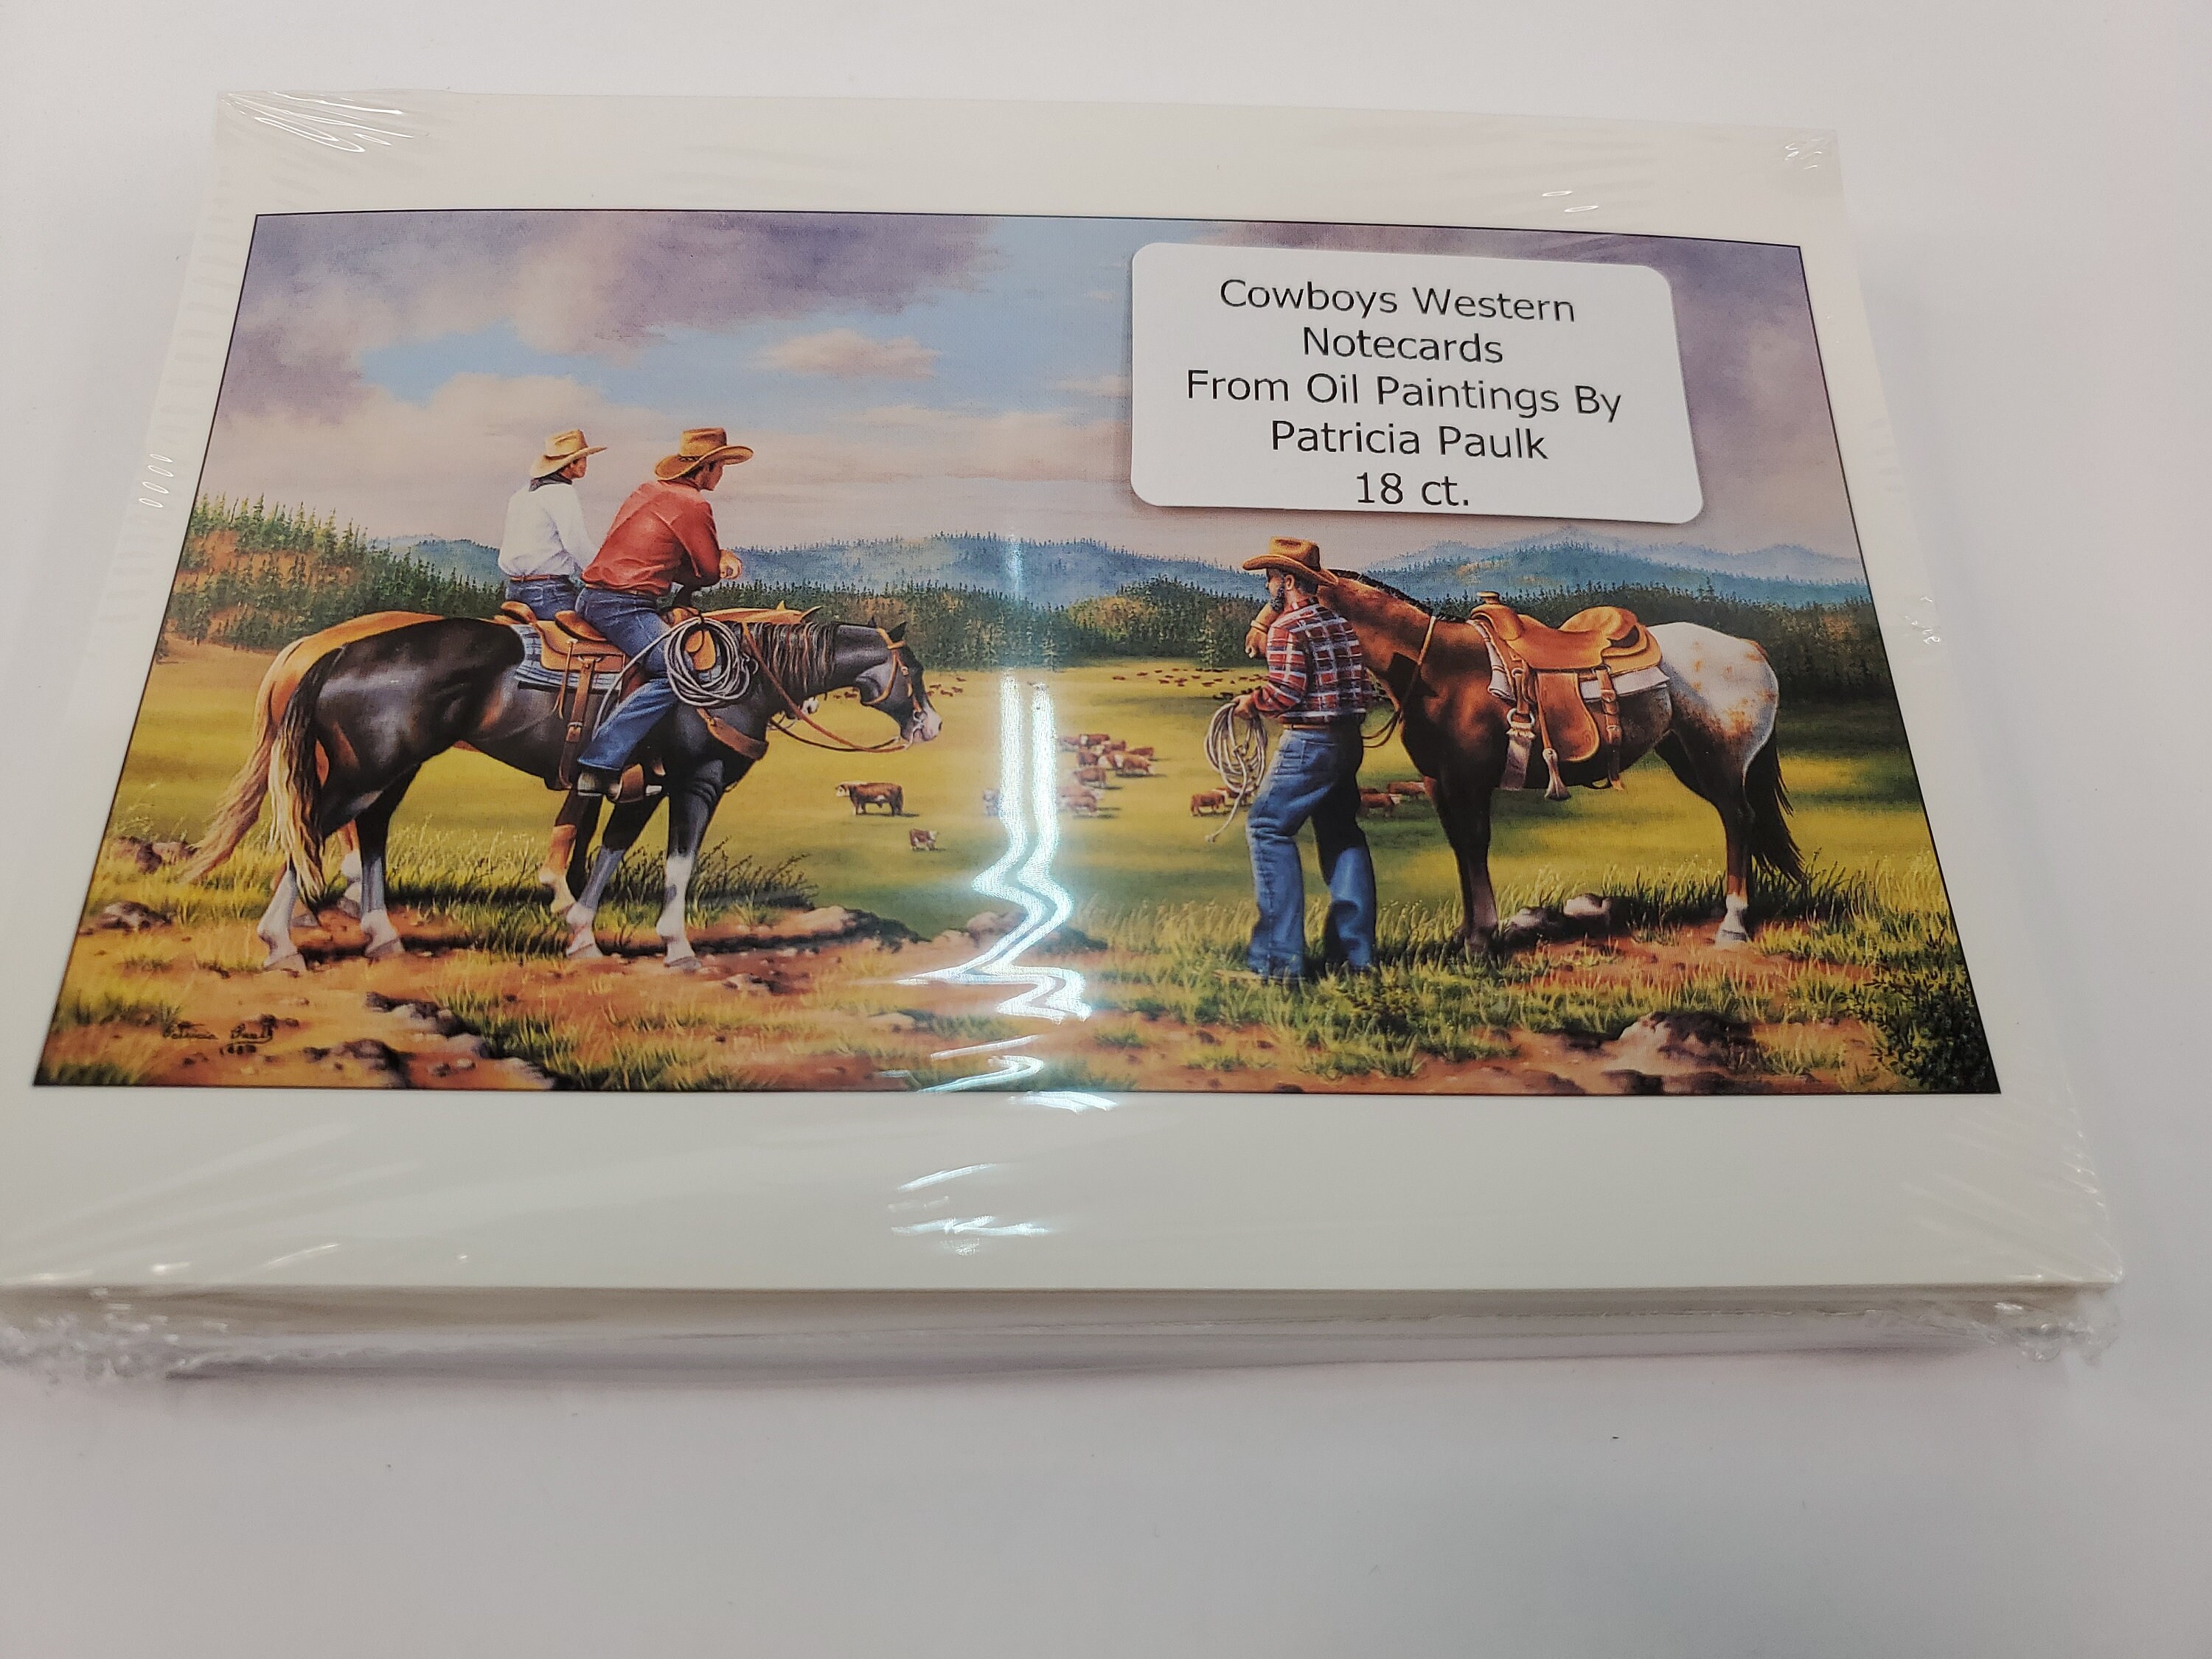 Cowboys Western
Notecards
From Oil Paintings By
Patricia Paulk
18 ct.